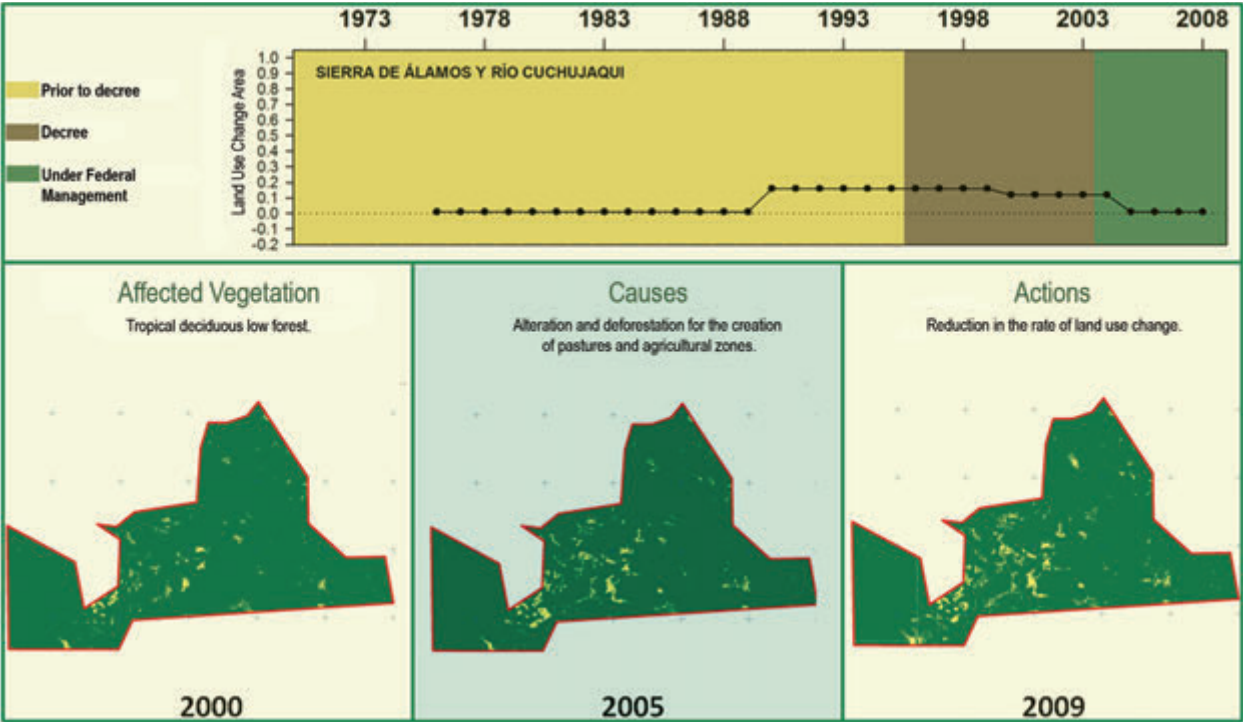 1973 1978 1983 1988 1993 1998 2003 2008
SIERRA DE ÁLAMOS Y RÍO CUCHUJAQUI
Land Use Change Area
1.0
0.9
0.8
0.7
0.6
0.5
0.4
0.3
0.2
0.1
0.0
-0.1
-0.2
Prior to decree
Decree
Under Federal
Management
Affected Vegetation
Tropical deciduous low forest.
2000
Causes
Alteration and deforestation for the creation
of pastures and agricultural zones.
2005
Actions
Reduction in the rate of land use change.
2009